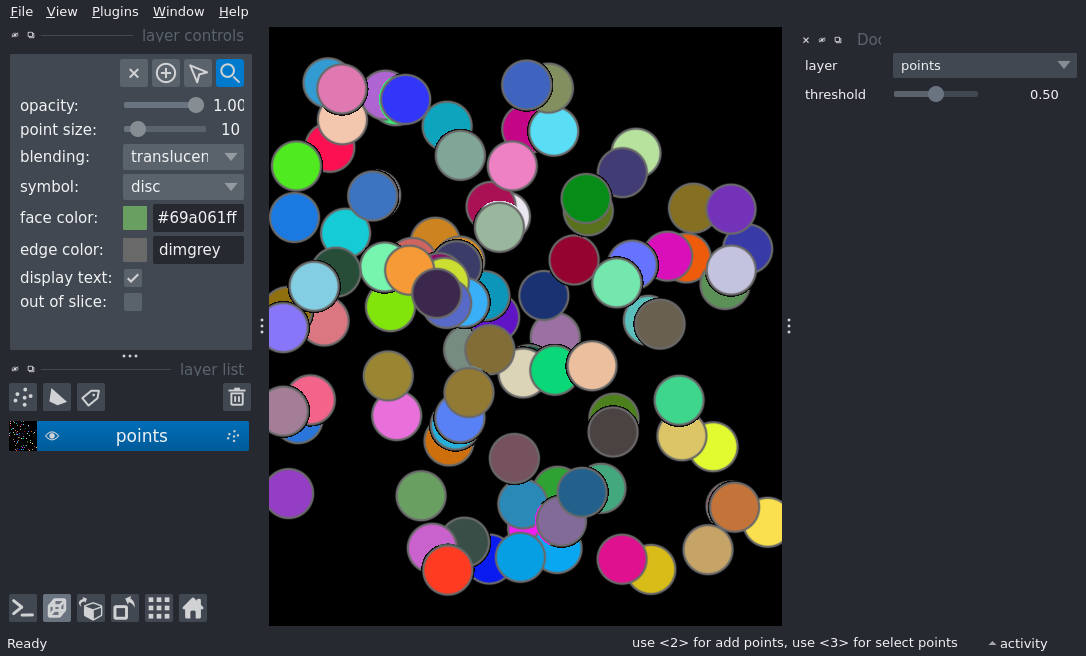 File View Plugins Window Help
layer controls
opacity: 1.00
point size: 10
blending: translucen
symbol: disc
face color: #69a061ff
edge color: dimgrey
display text:
out of slice:
layer list
points
Ready
layer points
threshold 0.50
use <2> for add points, use <3> for select points
activity